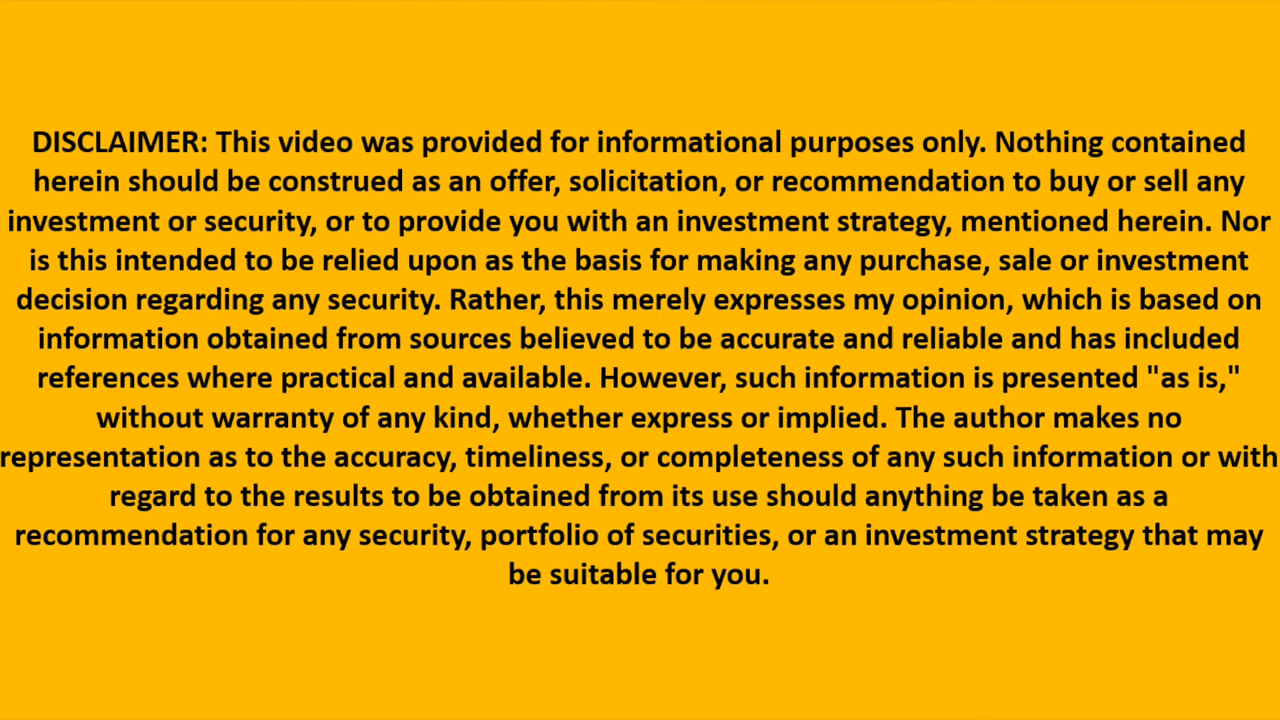 DISCLAIMER: This video was provided for informational purposes only. Nothing contained
herein should be construed as an offer, solicitation, or recommendation to buy or sell any
investment or security, or to provide you with an investment strategy, mentioned herein. Nor
is this intended to be relied upon as the basis for making any purchase, sale or investment
decision regarding any security. Rather, this merely expresses my opinion, which is based on
information obtained from sources believed to be accurate and reliable and has included
references where practical and available. However, such information is presented "as is,"
without warranty of any kind, whether express or implied. The author makes no
representation as to the accuracy, timeliness, or completeness of any such information or with
regard to the results to be obtained from its use should anything be taken as a
recommendation for any security, portfolio of securities, or an investment strategy that may
be suitable for you.